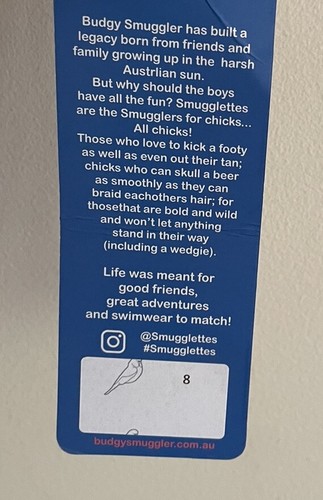 Budgy Smuggler has built a
legacy born from friends and
family growing up in the harsh
Austrlian sun.
But why should the boys
have all the fun? Smugglettes
are the Smugglers for chicks...
All chicks!
Those who love to kick a footy
as well as even out their tan;
chicks who can skull a beer
as smoothly as they can
braid eachothers hair; for
thosethat are bold and wild
and won't let anything
stand in their way
(including a wedgie).
Life was meant for
good friends,
great adventures
and swimwear to match!
@Smugglettes
#Smugglettes
8
budgysmuggler.com.au